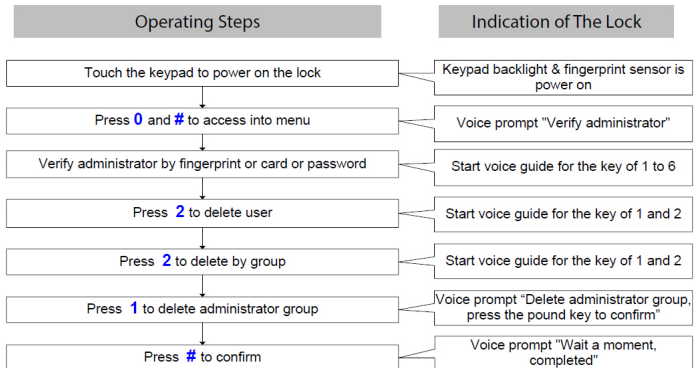 Operating Steps
Indication of The Lock
Touch the keypad to power on the lock
Keypad backlight & fingerprint sensor is
power on
Press 0 and # to access into menu
Voice prompt "Verify administrator"
Verify administrator by fingerprint or card or password
Start voice guide for the key of 1 to 6
Press 2 to delete user
Start voice guide for the key of 1 and 2
Press 2 to delete by group
Start voice guide for the key of 1 and 2
Press 1 to delete administrator group
Voice prompt “Delete administrator group,
press the pound key to confirm”
Press # to confirm
Voice prompt "Wait a moment,
completed"